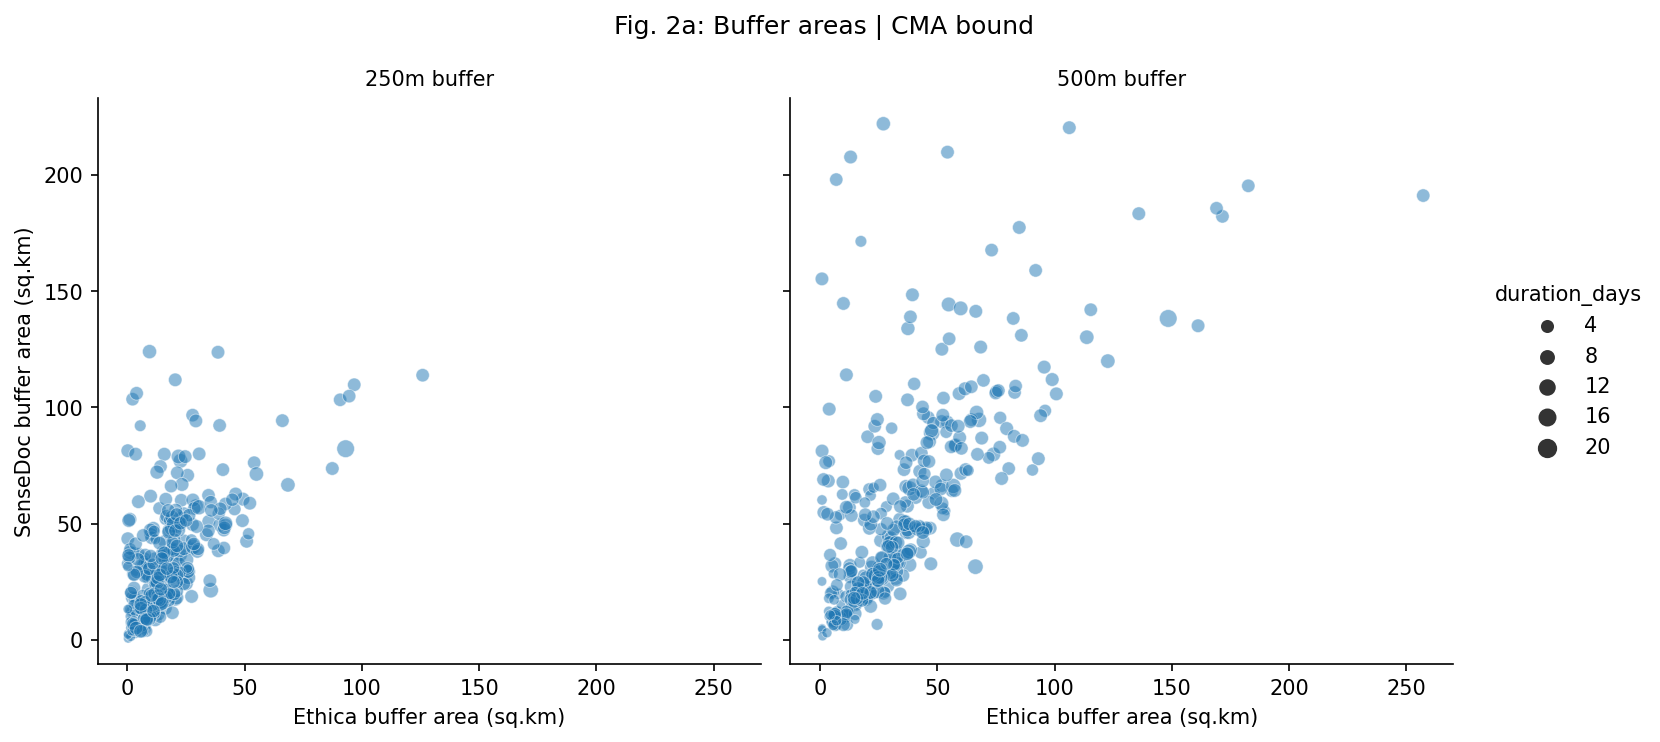 Fig. 2a: Buffer areas | CMA bound
250m buffer
500m buffer
SenseDoc buffer area (sq.km)
200
150
100
50
0
0 50 100 150 200 250
Ethica buffer area (sq.km)
0 50 100 150 200 250
Ethica buffer area (sq.km)
duration_days
4
8
12
16
20